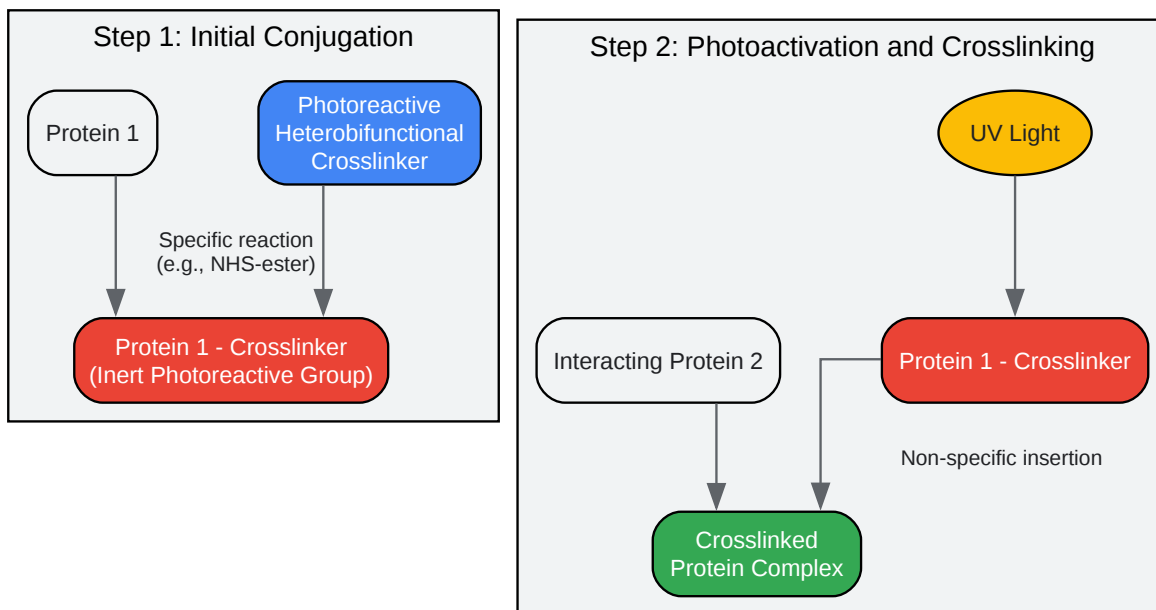 Step 1: Initial Conjugation
Protein 1
Photoreactive
Heterobifunctional
Crosslinker
Specific reaction
(e.g., NHS-ester)
Protein 1 - Crosslinker
(Inert Photoreactive Group)
Step 2: Photoactivation and Crosslinking
UV Light
Interacting Protein 2
Protein 1 - Crosslinker
Non-specific insertion
Crosslinked
Protein Complex